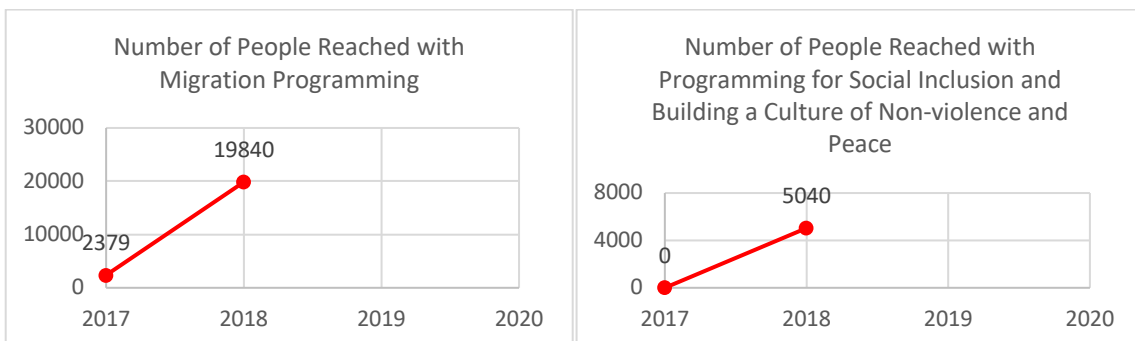 Number of People Reached with
Migration Programming
30000
20000
10000
0
2379
19840
2017 2018 2019 2020
Number of People Reached with
Programming for Social Inclusion and
Building a Culture of Non-violence and
Peace
8000
4000
0
0
5040
2017 2018 2019 2020